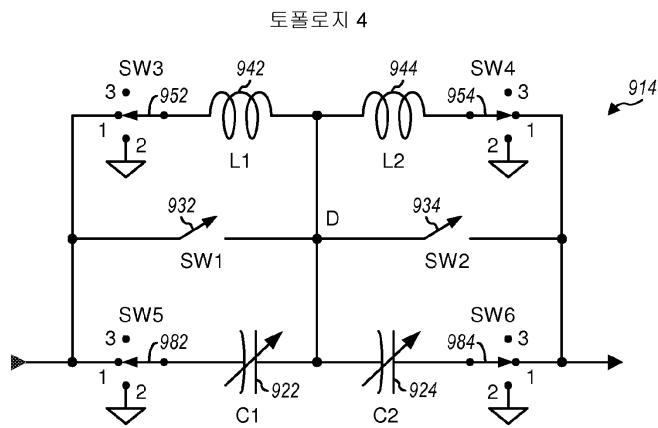 토폴로지 4
SW3 942 944 SW4
3 952 954 3 914
1 2 L1 L2 2 1
932 934
D
SW1 SW2
SW5 SW6
3 982 984 3
1 2 922 924 2 1
C1 C2